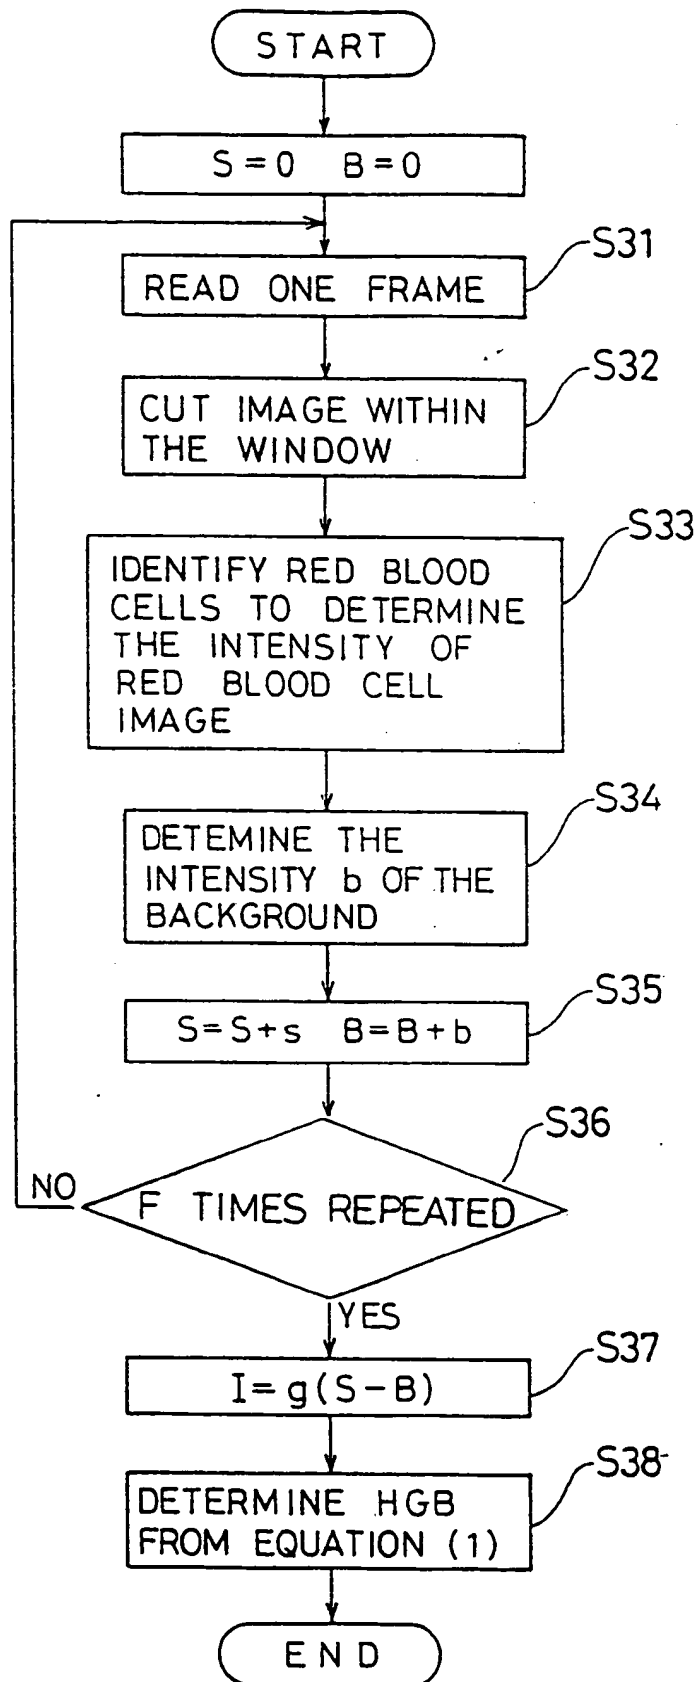 START
S=0 B=0
S31
READ ONE FRAME
S32
CUT IMAGE WITHIN
THE WINDOW
S33
IDENTIFY RED BLOOD
CELLS TO DETERMINE
THE INTENSITY OF
RED BLOOD CELL
IMAGE
S34
DETEMINE THE
INTENSITY b OF THE
BACKGROUND
S35
S=S+s B=B+b
S36
NO
F TIMES REPEATED
YES
S37
I=g(S-B)
S38
DETERMINE HGB
FROM EQUATION (1)
END